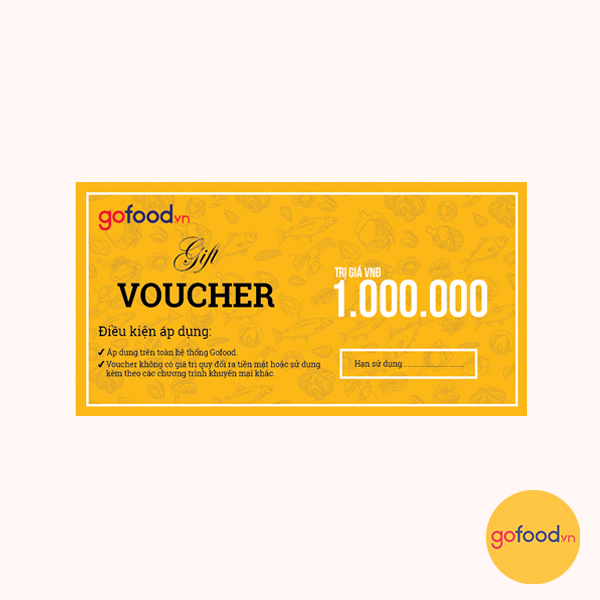 gofood.vn
Gift
VOUCHER
TRỊ GIÁ VNĐ
1.000.000
Điều kiện áp dụng:
✔ Áp dụng trên toàn hệ thống Gofood.
✔ Voucher không có giá trị quy đổi ra tiền mặt hoặc sử dụng
kèm theo các chương trình khuyến mại khác.
Hạn sử dụng..............................
gofood.vn